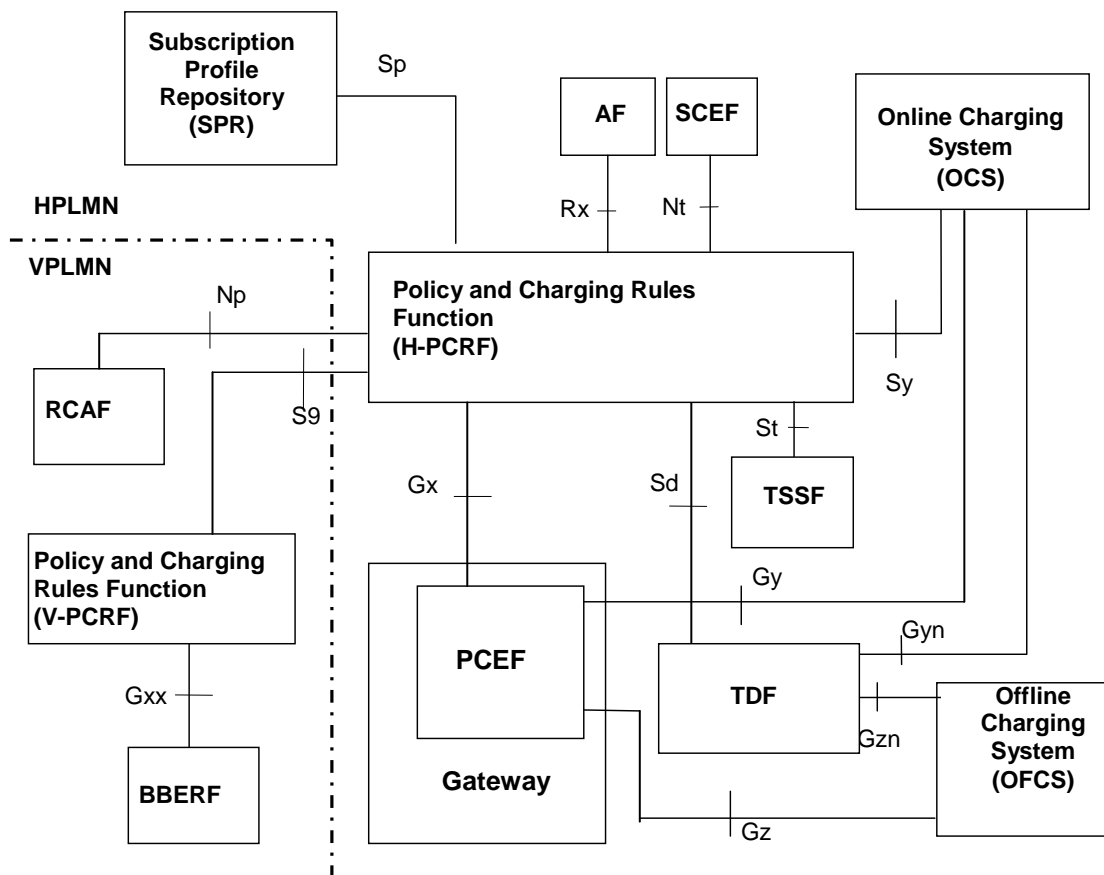 Subscription
Profile
Repository
(SPR)
Sp
AF
SCEF
Online Charging
System
(OCS)
HPLMN
Rx
Nt
VPLMN
Np
Policy and Charging Rules
Function
(H-PCRF)
Sy
RCAF
S9
St
Gx
Sd
TSSF
Policy and Charging
Rules Function
(V-PCRF)
Gy
Gyn
PCEF
TDF
Gxx
Gzn
Offline
Charging
System
(OFCS)
BBERF
Gateway
Gz